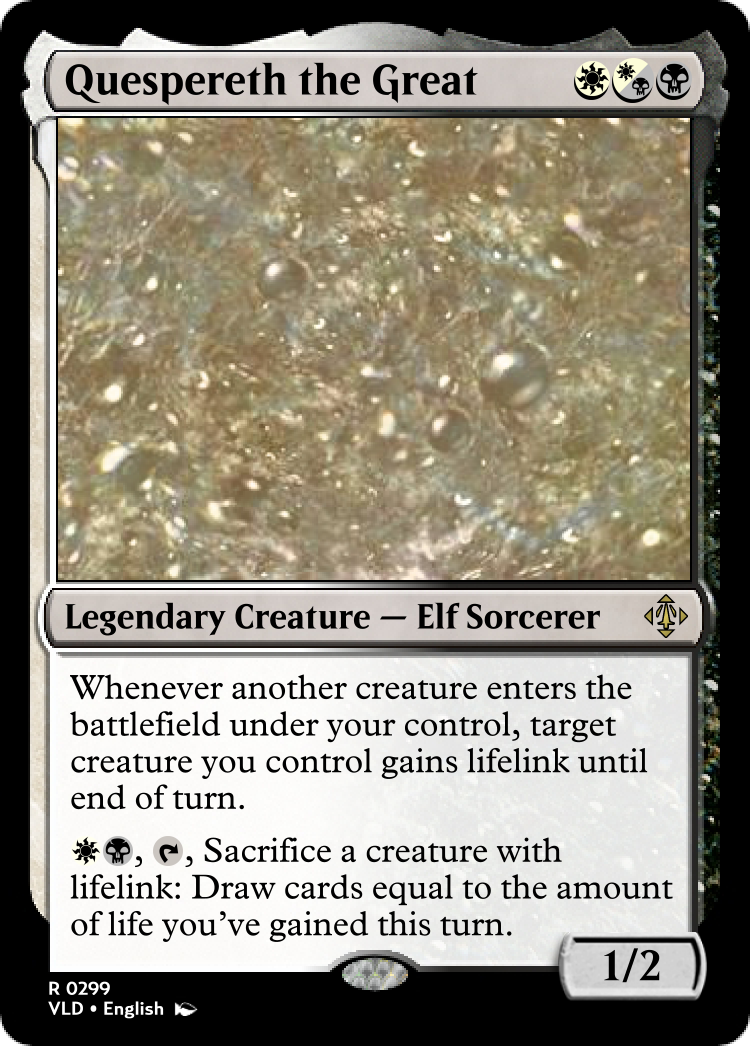 Quespereth the Great
Legendary Creature — Elf Sorcerer
Whenever another creature enters the
battlefield under your control, target
creature you control gains lifelink until
end of turn.
, , Sacrifice a creature with
lifelink: Draw cards equal to the amount
of life you've gained this turn.
1/2
R 0299
VLD • English